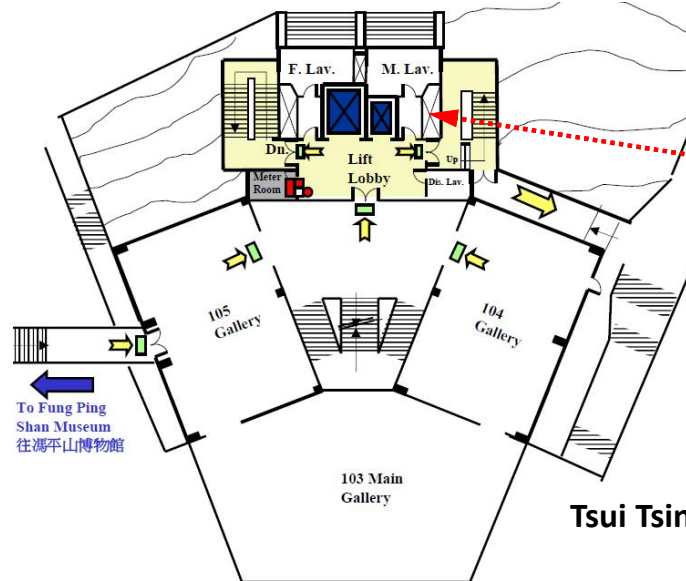 F. Lav.
M. Lav.
Dn.
Lift
Lobby
Up
Meter
Room
Dis. Lav.
105
Gallery
104
Gallery
To Fung Ping
Shan Museum
往馮平山博物館
103 Main
Gallery
Tsui Tsin